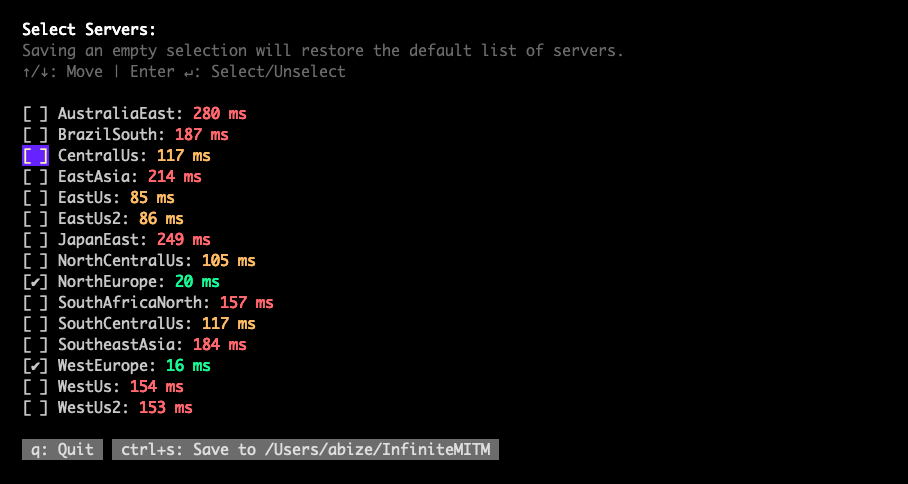 Select Servers:
Saving an empty selection will restore the default list of servers.
↑/↓: Move | Enter ↵: Select/Unselect
[ ] AustraliaEast: 280 ms
[ ] BrazilSouth: 187 ms
[ ] CentralUs: 117 ms
[ ] EastAsia: 214 ms
[ ] EastUs: 85 ms
[ ] EastUs2: 86 ms
[ ] JapanEast: 249 ms
[ ] NorthCentralUs: 105 ms
[✔] NorthEurope: 20 ms
[ ] SouthAfricaNorth: 157 ms
[ ] SouthCentralUs: 117 ms
[ ] SoutheastAsia: 184 ms
[✔] WestEurope: 16 ms
[ ] WestUs: 154 ms
[ ] WestUs2: 153 ms
q: Quit ctrl+s: Save to /Users/abize/InfiniteMITM